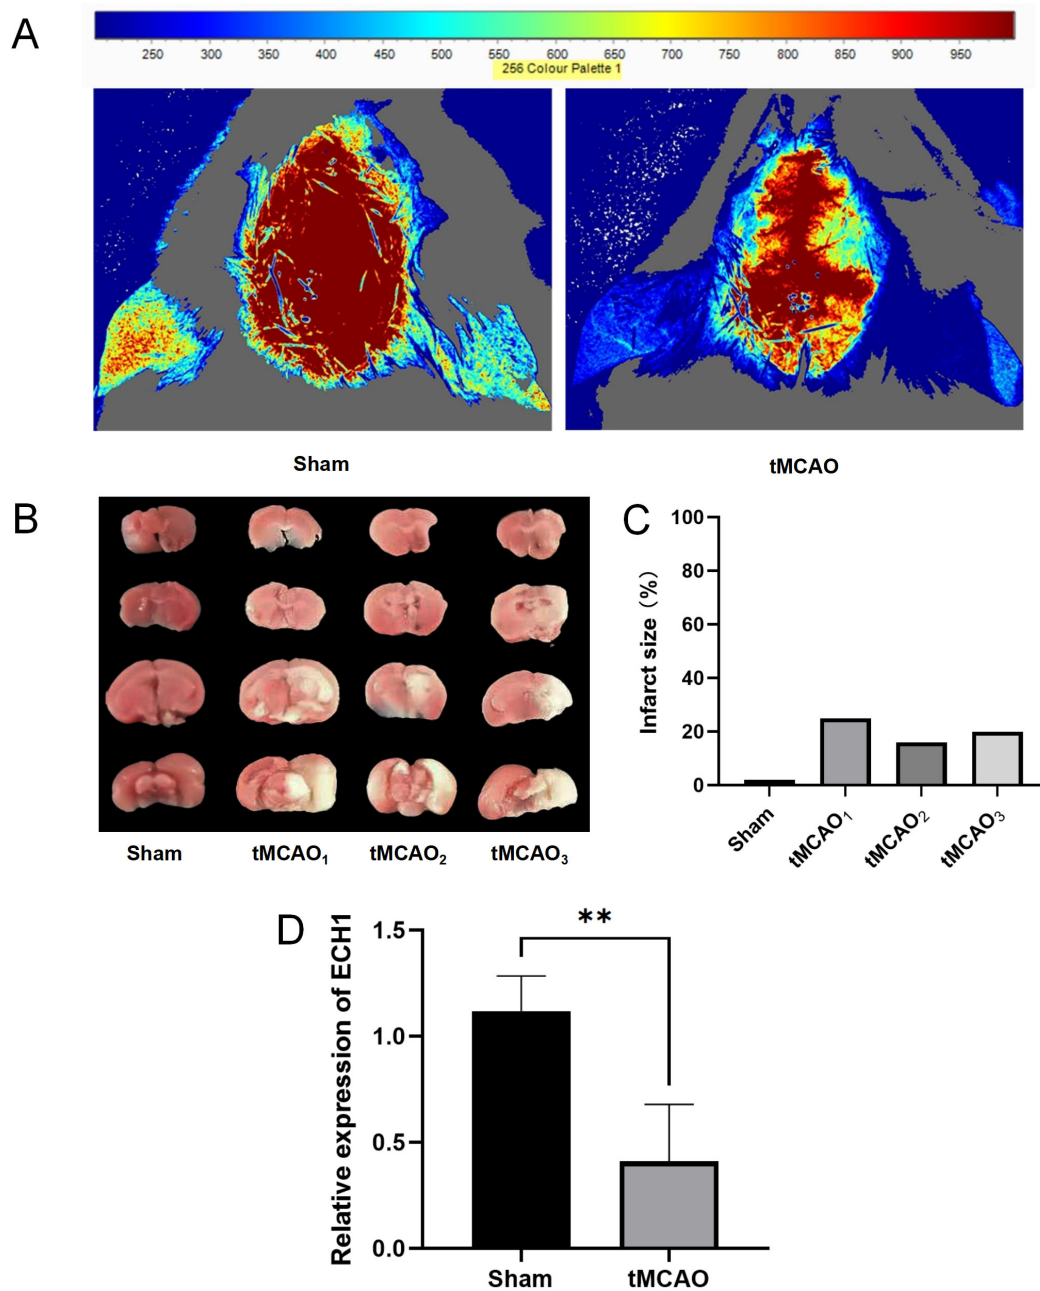 A
250 300 350 400 450 500 550 600 650 700 750 800 850 900 950
256 Colour Palette 1
Sham
tMCAO
B
Sham
tMCAO₁
tMCAO₂
tMCAO₃
C
Infarct size (%)
100
80
60
40
20
0
Sham
tMCAO₁
tMCAO₂
tMCAO₃
D
Relative expression of ECH1
1.5
1.0
0.5
0.0
**
Sham
tMCAO